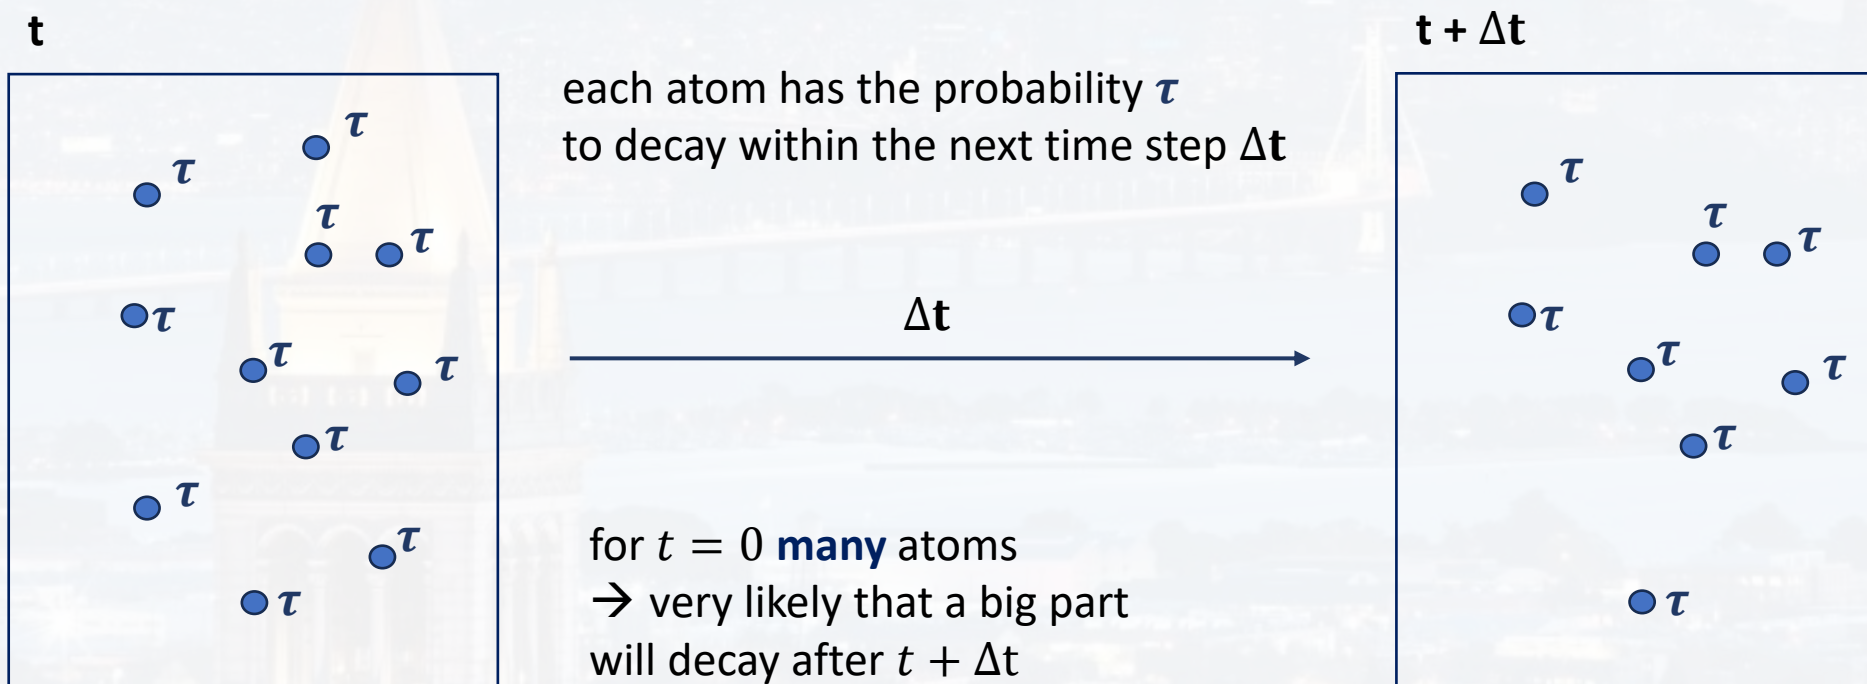 t
t + Δt
each atom has the probability τ
to decay within the next time step Δt
τ
τ
τ
τ
τ
τ
τ
τ
τ
τ
τ
Δt
τ
τ
τ
τ
τ
τ
τ
τ
for t = 0 many atoms
→ very likely that a big part
will decay after t + Δt